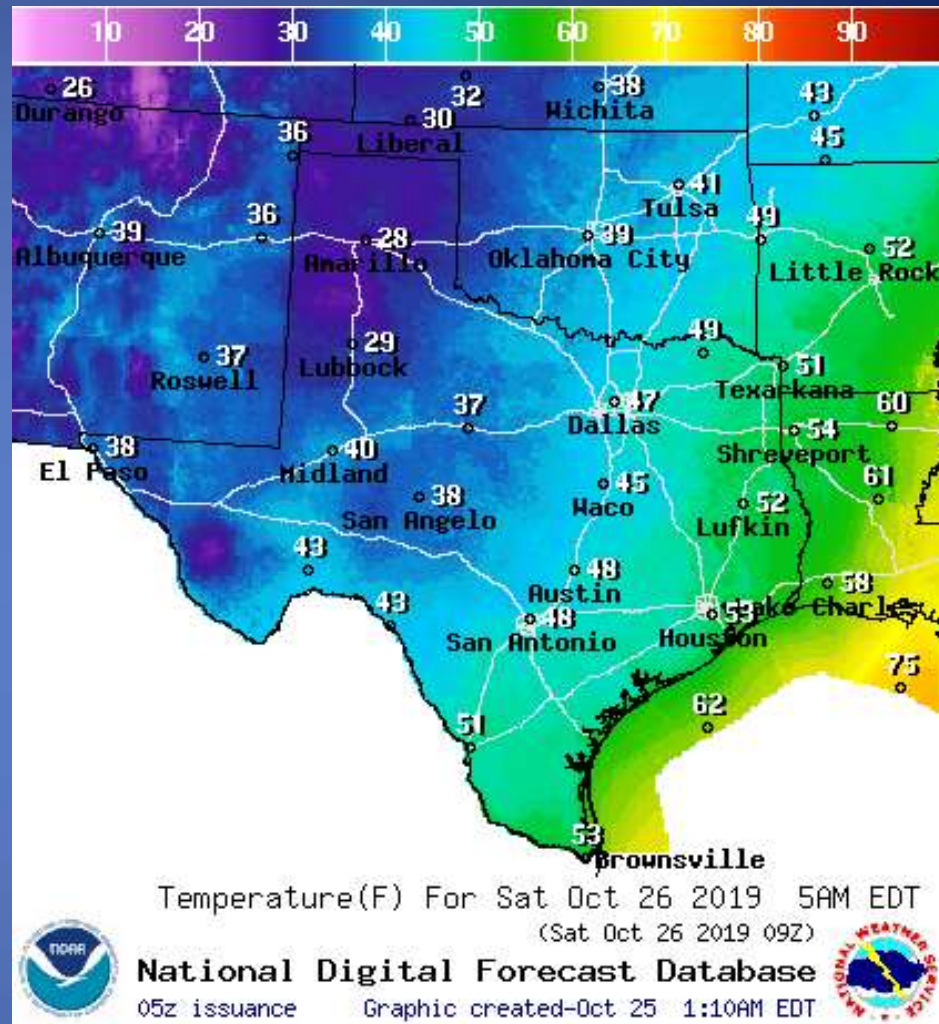 10 20 30 40 50 60 70 80 90
26
Durango
32
38
Wichita
43
30
Liberal
36
45
41
Tulsa
39
Albuquerque
36
28
Amarillo
39
Oklahoma City
49
52
Little Rock
37
Roswell
29
Lubbock
49
51
Texarkana
37
47
Dallas
54
Shreveport
60
38
El Paso
40
Midland
38
San Angelo
45
Waco
52
Lufkin
61
43
48
Austin
58
Lake Charles
43
48
San Antonio
53
Houston
75
62
51
53
Brownsville
Temperature(F) For Sat Oct 26 2019 5AM EDT
(Sat Oct 26 2019 09Z)
NOAA
National Digital Forecast Database
05z issuance Graphic created-Oct 25 1:10AM EDT
NATIONAL WEATHER SERVICE